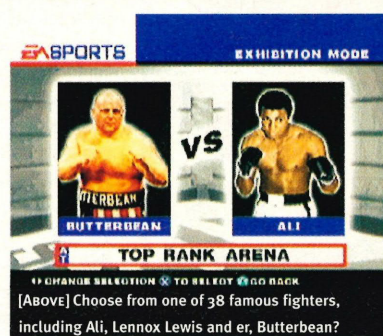 EA SPORTS
EXHIBITION MODE
VS
TTERBEAN
BUTTERBEAN
ALI
TOP RANK ARENA
CHANGE SELECTION X TO SELECT GO BACK
[ABOVE] Choose from one of 38 famous fighters,
including Ali, Lennox Lewis and er, Butterbean?